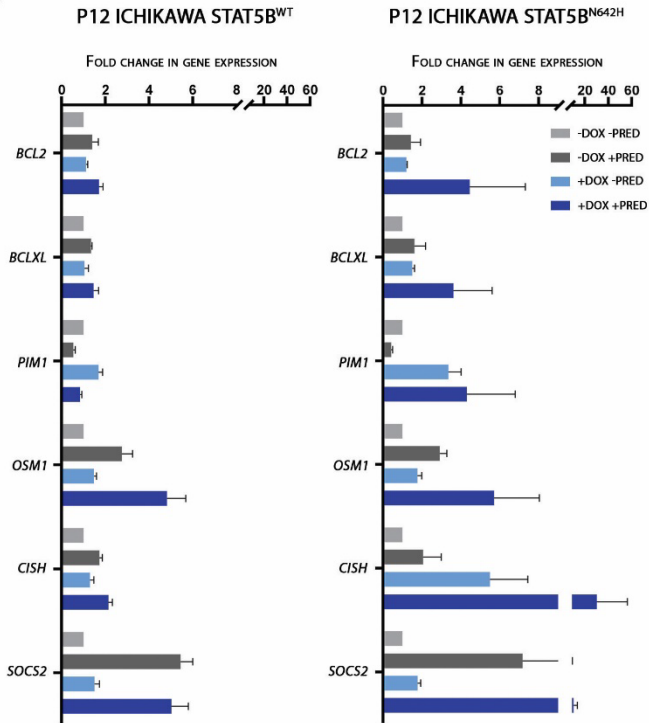 P12 ICHIKAWA STAT5BWT
FOLD CHANGE IN GENE EXPRESSION
0 2 4 6 8 20 40 60
BCL2
BCLXL
PIM1
OSM1
CISH
SOCS2
P12 ICHIKAWA STAT5BN642H
FOLD CHANGE IN GENE EXPRESSION
0 2 4 6 8 20 40 60
-DOX -PRED
-DOX +PRED
+DOX -PRED
+DOX +PRED
BCL2
BCLXL
PIM1
OSM1
CISH
SOCS2